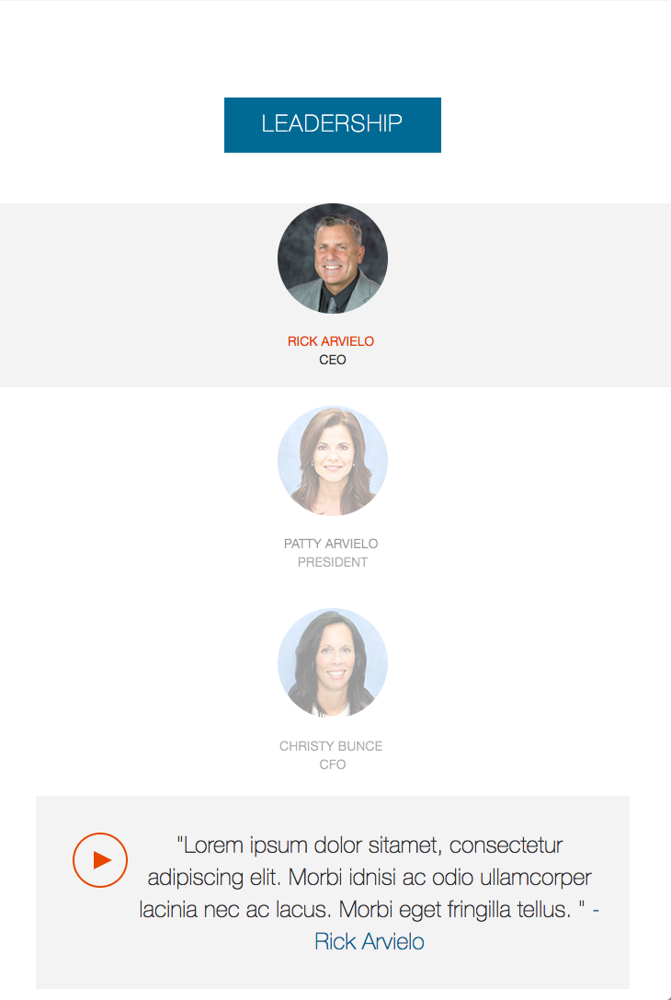 LEADERSHIP
RICK ARVIELO
CEO
PATTY ARVIELO
PRESIDENT
CHRISTY BUNCE
CFO
"Lorem ipsum dolor sitamet, consectetur
adipiscing elit. Morbi idnisi ac odio ullamcorper
lacinia nec ac lacus. Morbi eget fringilla tellus. " -
Rick Arvielo